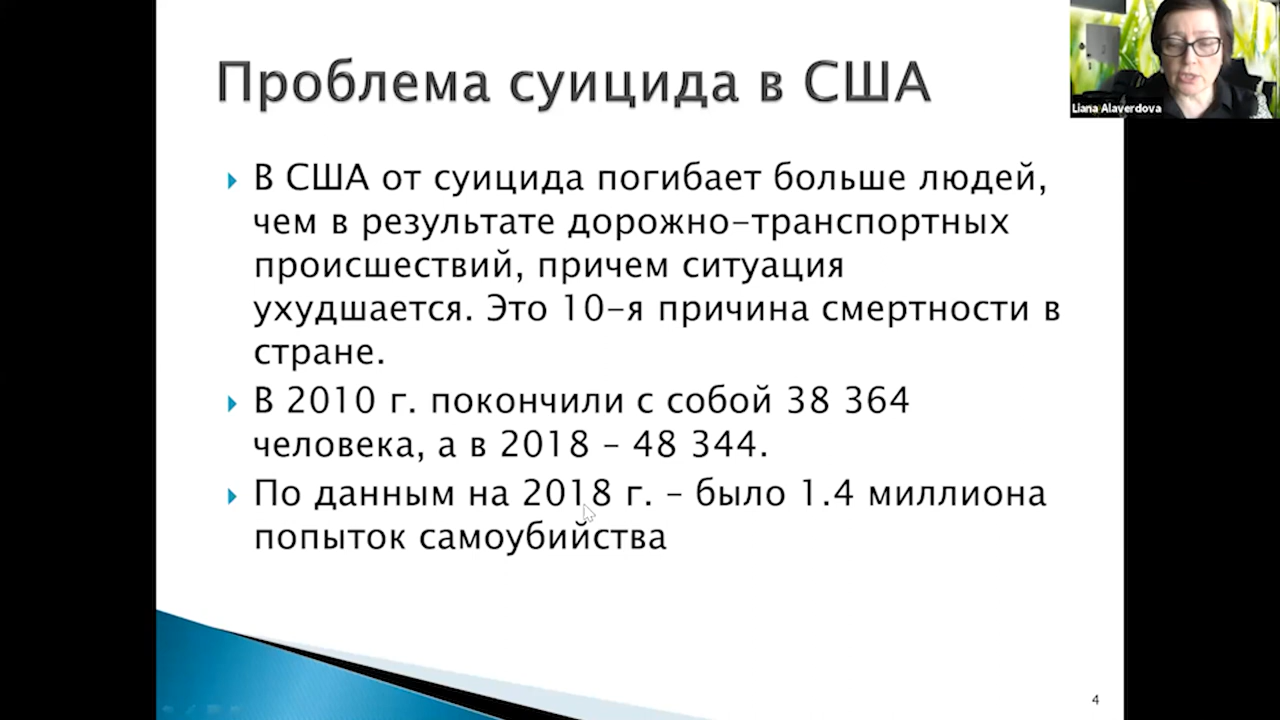 Проблема суицида в США
Liana Alaverdova
В США от суицида погибает больше людей,
чем в результате дорожно-транспортных
происшествий, причем ситуация
ухудшается. Это 10-я причина смертности в
стране.
В 2010 г. покончили с собой 38 364
человека, а в 2018 – 48 344.
По данным на 2018 г. – было 1.4 миллиона
попыток самоубийства
4